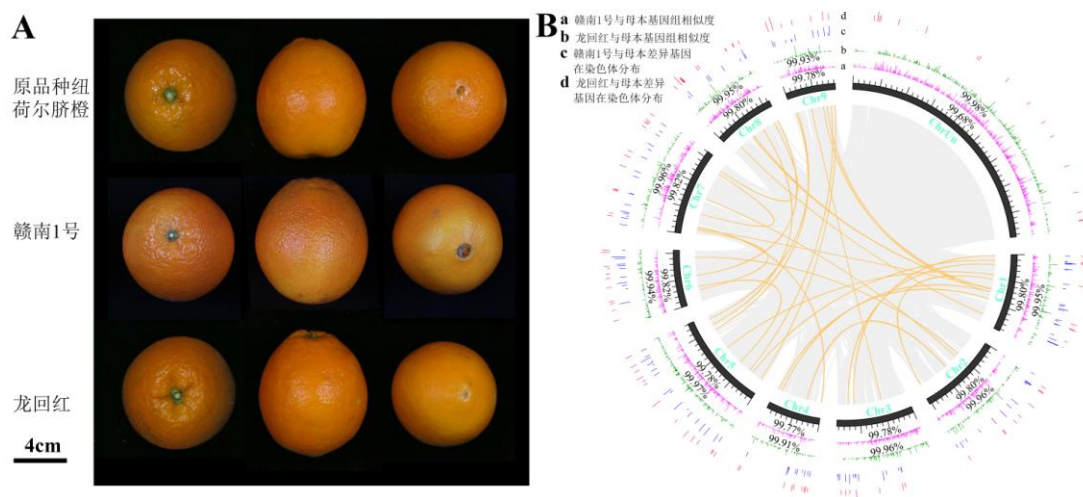 A
原品种纽
荷尔脐橙
赣南1号
龙回红
4cm
B
a 赣南1号与母本基因组相似度
b 龙回红与母本基因组相似度
c 赣南1号与母本差异基因
在染色体分布
d 龙回红与母本差异
基因在染色体分布
d
c
b
a
99.93%
99.78%
Chr9
99.98%
99.68%
ChrUn
99.95%
99.80%
Chr8
99.96%
99.82%
Chr7
99.94%
99.82%
Chr6
Chr1
99.80%
99.95%
Chr2
99.80%
99.96%
Chr5
99.78%
99.97%
Chr4
99.77%
99.91%
Chr3
99.78%
99.96%